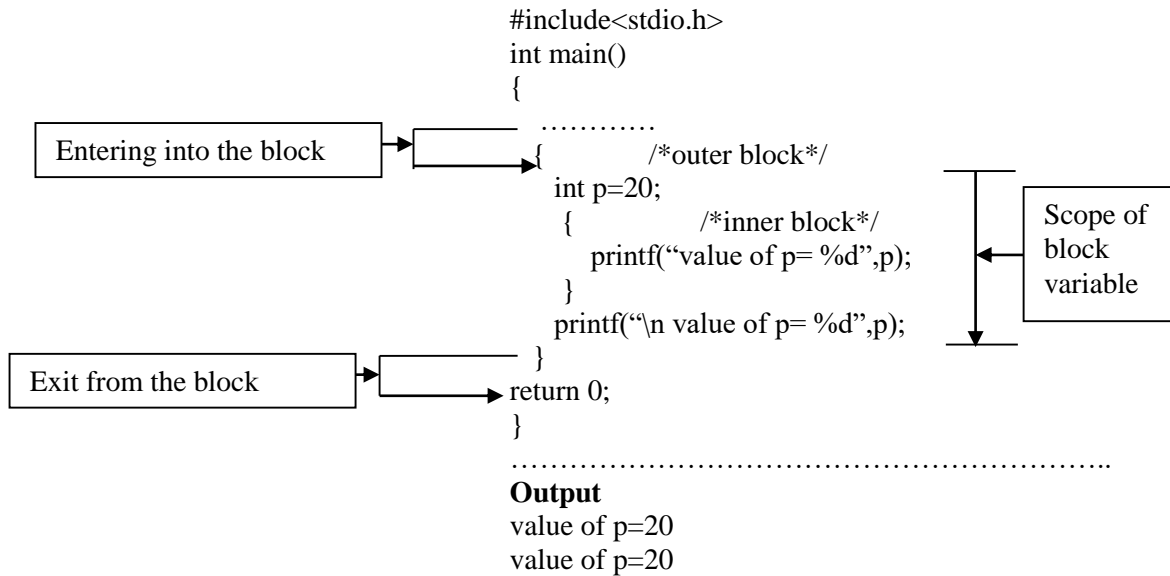 #include<stdio.h>
int main()
{
…………
Entering into the block
{ /*outer block*/
int p=20;
{ /*inner block*/
printf(“value of p= %d”,p);
}
printf(“\n value of p= %d”,p);
}
Scope of
block
variable
Exit from the block
return 0;
}
…………………………………………………………..
Output
value of p=20
value of p=20